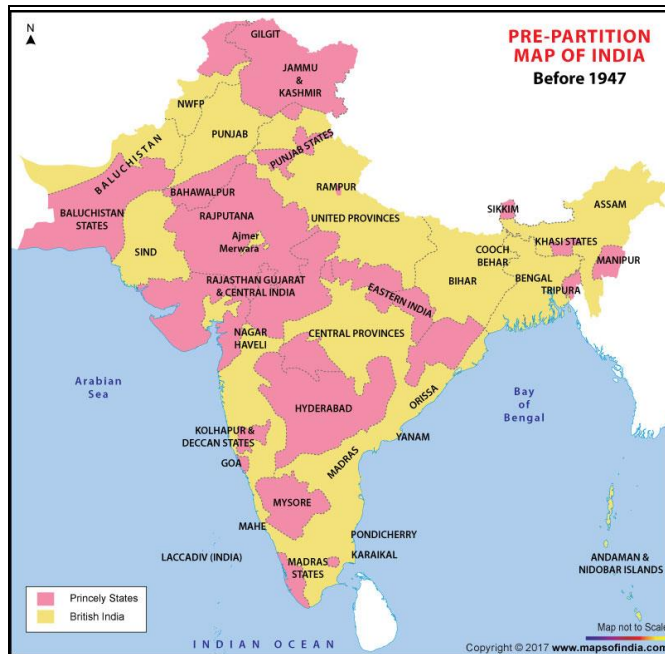 N
PRE-PARTITION
MAP OF INDIA
Before 1947
GILGIT
JAMMU
& KASHMIR
NWFP
PUNJAB
BALUCHISTAN
PUNJAB STATES
BAHAWALPUR
RAMPUR
BALUCHISTAN
STATES
RAJPUTANA
UNITED PROVINCES
SIKKIM
ASSAM
Ajmer
Merwara
SIND
COOCH
BEHAR
KHASI STATES
MANIPUR
RAJASTHAN GUJARAT
& CENTRAL INDIA
EASTERN INDIA
BIHAR
BENGAL
TRIPURA
NAGAR
HAVELI
CENTRAL PROVINCES
Arabian
Sea
HYDERABAD
ORISSA
Bay
of
Bengal
KOLHAPUR &
DECCAN STATES
YANAM
GOA
MADRAS
MYSORE
MAHE
PONDICHERRY
LACCADIV (INDIA)
MADRAS
STATES
KARAIKAL
ANDAMAN &
NIDOBAR ISLANDS
Princely States
British India
Map not to Scale
INDIAN OCEAN
Copyright © 2017 www.mapsofindia.com